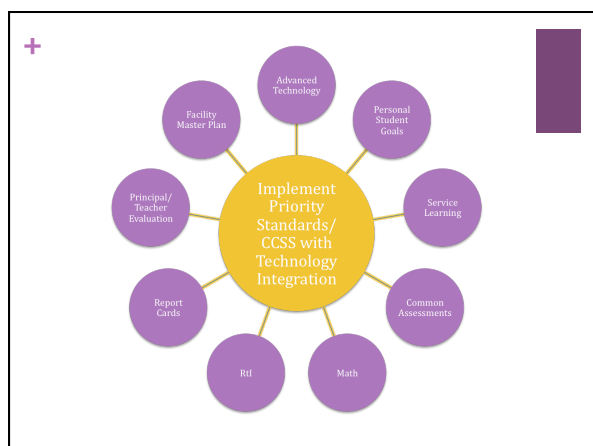 +
Advanced
Technology
Personal
Student
Goals
Service
Learning
Common
Assessments
Math
RtI
Report
Cards
Principal/
Teacher
Evaluation
Facility
Master Plan
Implement
Priority
Standards/
CCSS with
Technology
Integration